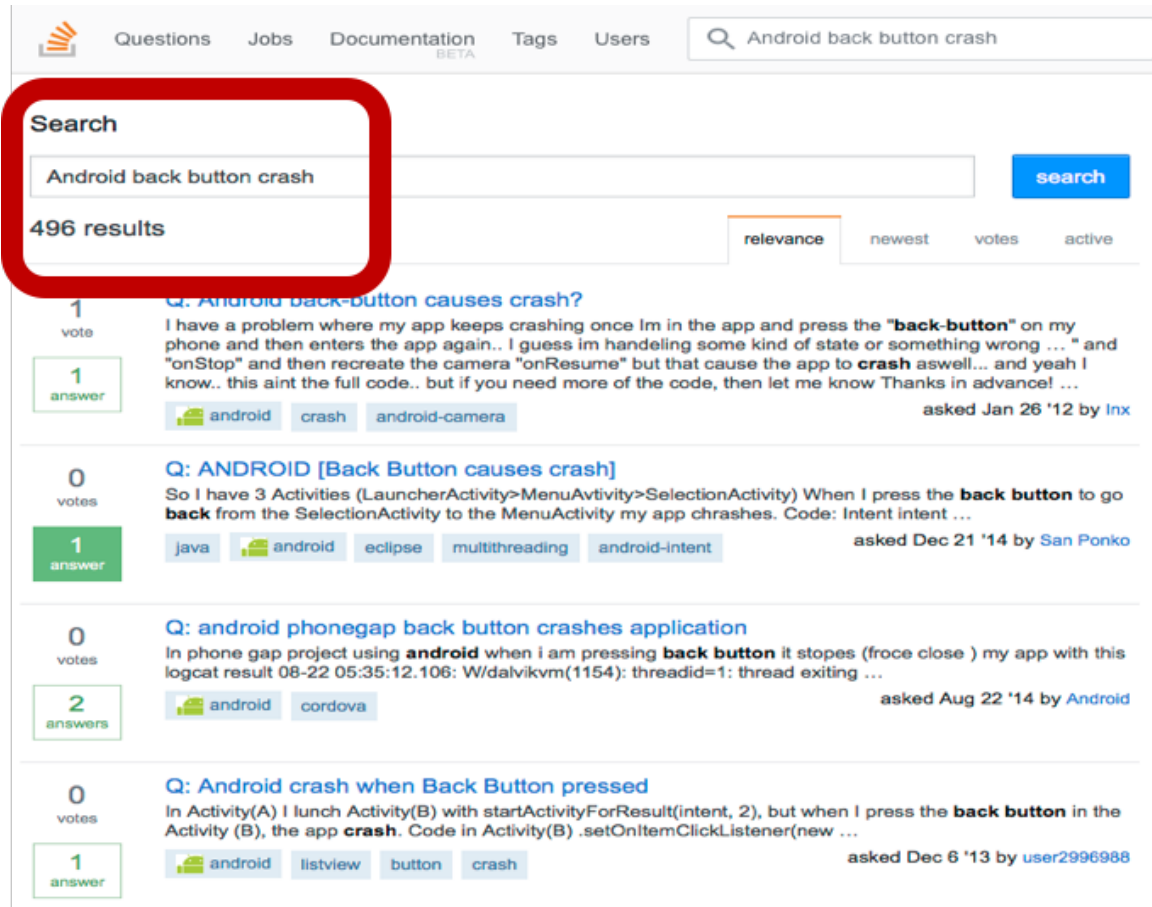 Questions Jobs Documentation BETA Tags Users Android back button crash
Search
Android back button crash search
496 results
relevance newest votes active
1 vote
1 answer
Q: Android back-button causes crash?
I have a problem where my app keeps crashing once Im in the app and press the "back-button" on my
phone and then enters the app again.. I guess im handeling some kind of state or something wrong ... " and
"onStop" and then recreate the camera "onResume" but that cause the app to crash aswell... and yeah I
know.. this aint the full code.. but if you need more of the code, then let me know Thanks in advance! ...
android crash android-camera
asked Jan 26 '12 by Inx
0 votes
1 answer
Q: ANDROID [Back Button causes crash]
So I have 3 Activities (LauncherActivity>MenuAvtivity>SelectionActivity) When I press the back button to go
back from the SelectionActivity to the MenuActivity my app chrashes. Code: Intent intent ...
java android eclipse multithreading android-intent
asked Dec 21 '14 by San Ponko
0 votes
2 answers
Q: android phonegap back button crashes application
In phone gap project using android when i am pressing back button it stopes (froce close ) my app with this
logcat result 08-22 05:35:12.106: W/dalvikvm(1154): threadid=1: thread exiting ...
android cordova
asked Aug 22 '14 by Android
0 votes
1 answer
Q: Android crash when Back Button pressed
In Activity(A) I lunch Activity(B) with startActivityForResult(intent, 2), but when I press the back button in the
Activity (B), the app crash. Code in Activity(B) .setOnItemClickListener(new ...
android listview button crash
asked Dec 6 '13 by user2996988